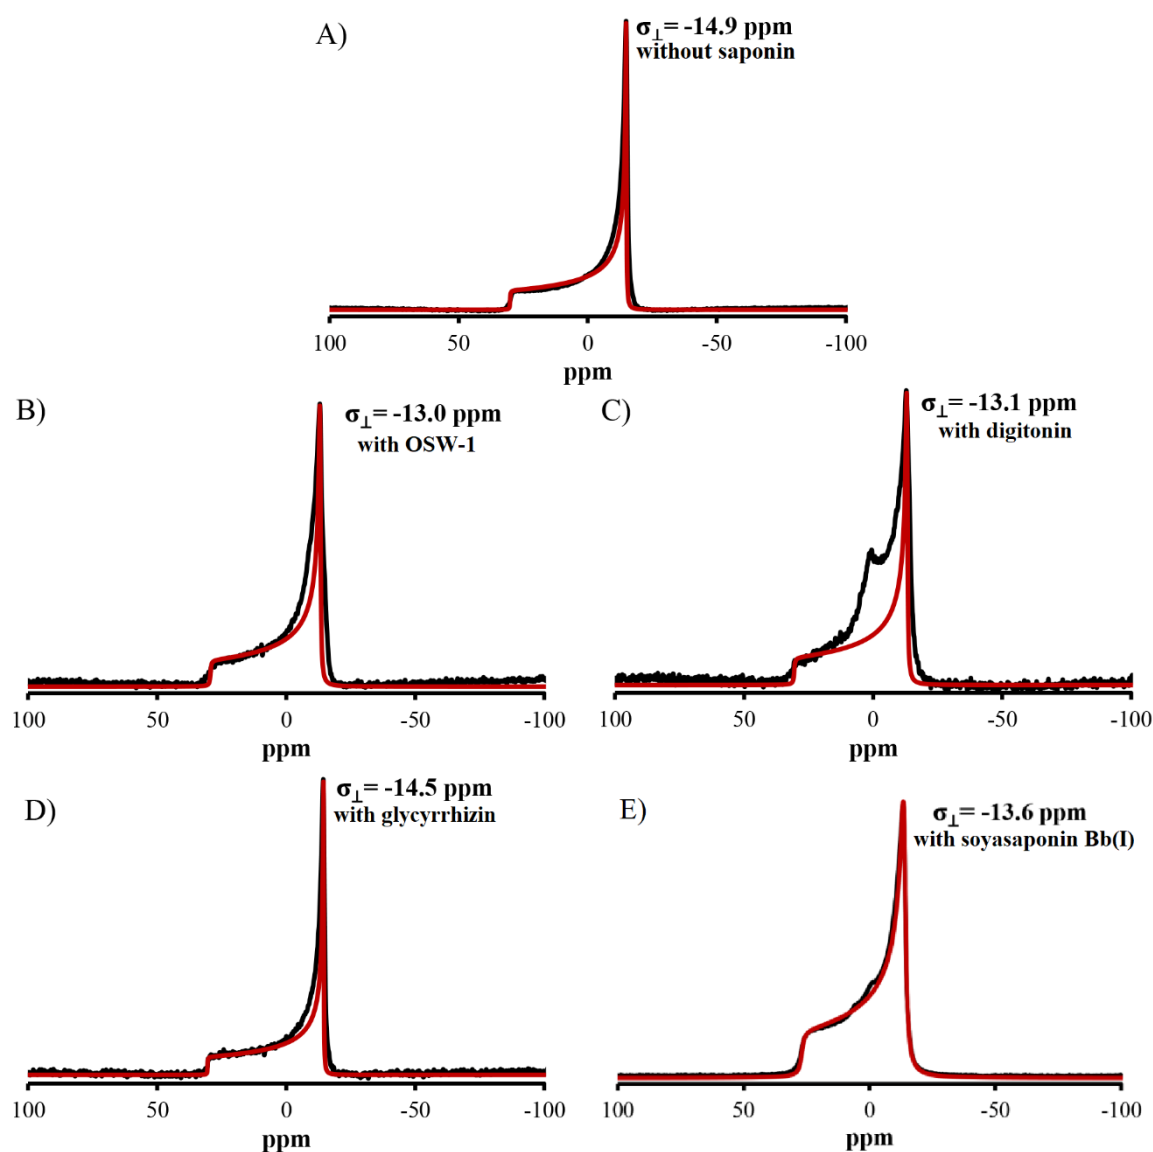 A)
σ⊥= -14.9 ppm
without saponin
100 50 0 -50 -100
ppm
B)
σ⊥= -13.0 ppm
with OSW-1
100 50 0 -50 -100
ppm
C)
σ⊥= -13.1 ppm
with digitonin
100 50 0 -50 -100
ppm
D)
σ⊥= -14.5 ppm
with glycyrrhizin
100 50 0 -50 -100
ppm
E)
σ⊥= -13.6 ppm
with soyasaponin Bb(I)
100 50 0 -50 -100
ppm